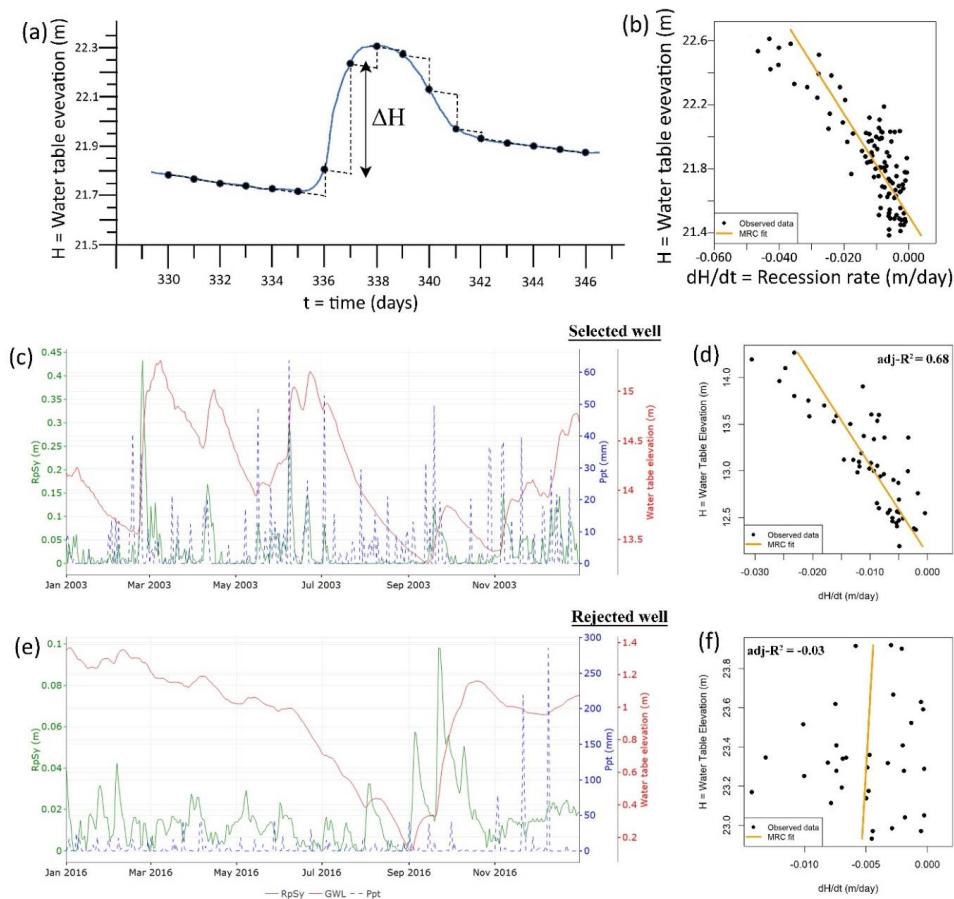 (a)
H = Water table evevation (m)
22.3
22.1
21.9
21.7
21.5
ΔH
330 332 334 336 338 340 342 344 346
t = time (days)
(b)
H = Water table elevation (m)
22.6
22.2
21.8
21.4
Observed data
MRC fit
-0.060 -0.040 -0.020 0.000
dH/dt = Recession rate (m/day)
Selected well
(c)
RpSy (m)
0.45
0.4
0.35
0.3
0.25
0.2
0.15
0.1
0.05
0
Jan 2003 Mar 2003 May 2003 Jul 2003 Sep 2003 Nov 2003
60
50
40
30
20
10
0
Ppt (mm)
15
14.5
14
13.5
Water tabe elevation (m)
(d)
adj-R² = 0.68
H = Water Table Elevation (m)
14.0
13.5
13.0
12.5
Observed data
MRC fit
-0.030 -0.020 -0.010 0.000
dH/dt (m/day)
Rejected well
(e)
RpSy (m)
0.1
0.08
0.06
0.04
0.02
0
Jan 2016 Mar 2016 May 2016 Jul 2016 Sep 2016 Nov 2016
300
250
200
150
100
50
0
Ppt (mm)
1.4
1.2
1
0.8
0.6
0.4
0.2
Water tabe elevation (m)
RpSy GWL Ppt
(f)
adj-R² = -0.03
H = Water Table Elevation (m)
23.8
23.6
23.4
23.2
23.0
Observed data
MRC fit
-0.010 -0.005 0.000
dH/dt (m/day)